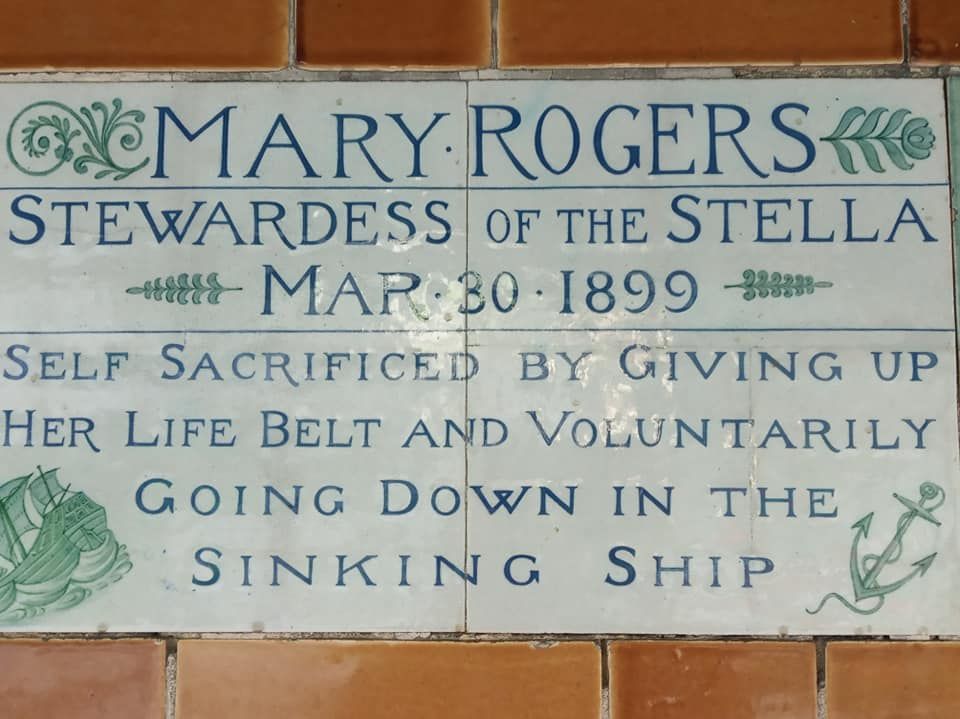 MARY · ROGERS
STEWARDESS OF THE STELLA
MAR · 30 · 1899
SELF SACRIFICED BY GIVING UP
HER LIFE BELT AND VOLUNTARILY
GOING DOWN IN THE
SINKING SHIP